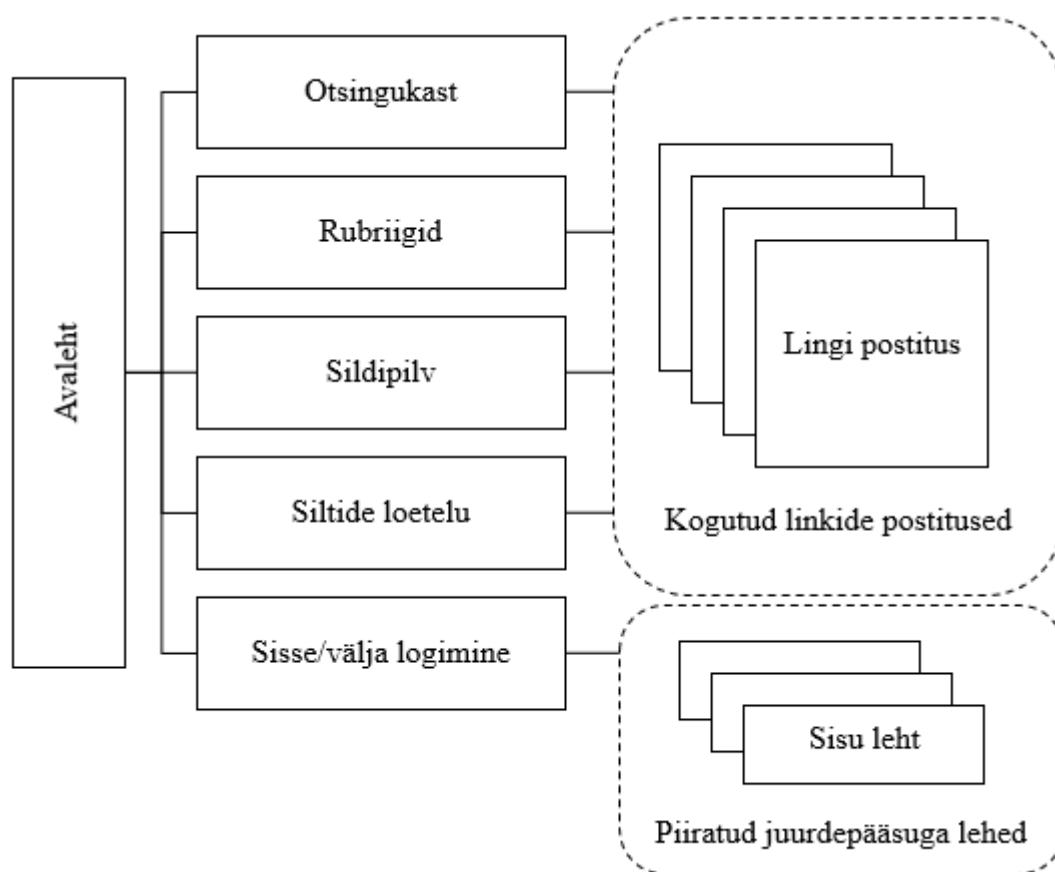 Avaleht
Otsingukast
Rubriigid
Sildipilv
Siltide loetelu
Sisse/välja logimine
Lingi postitus
Kogutud linkide postitused
Sisu leht
Piiratud juurdepääsuga lehed